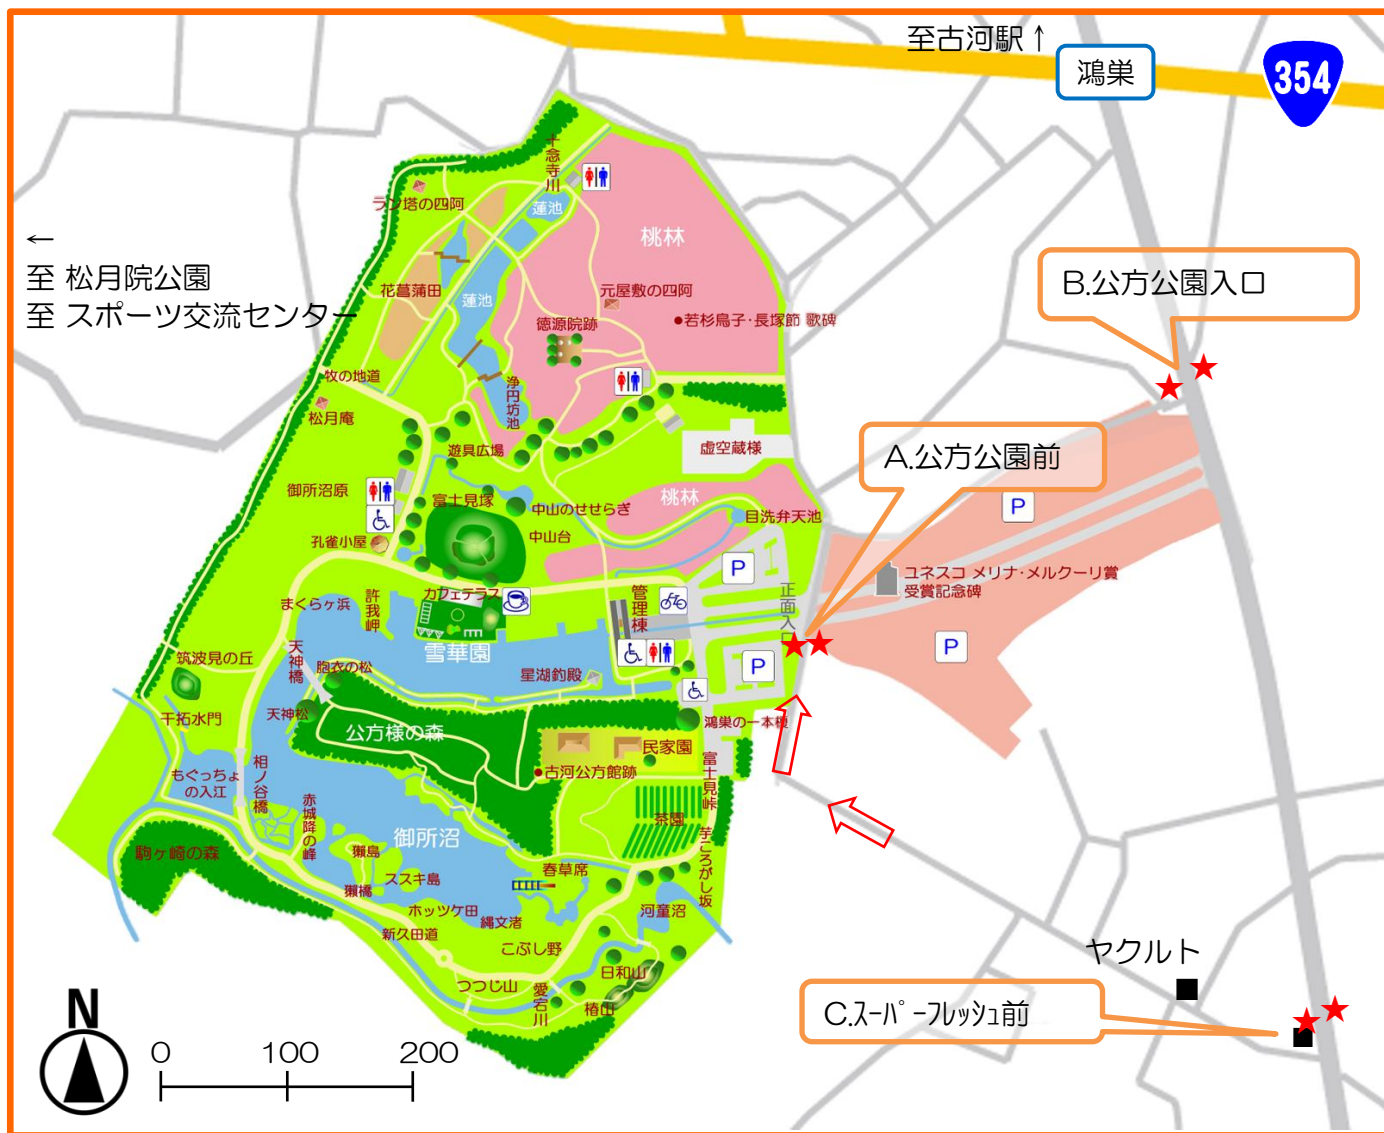 至古河駅↑
鴻巣
354
十念寺川
ラン塔の四阿
蓮池
桃林
←
至 松月院公園
至 スポーツ交流センター
B.公方公園入口
花菖蒲田
蓮池
元屋敷の四阿
●若杉鳥子・長塚節 歌碑
徳源院跡
牧の地道
浄円坊池
松月庵
遊具広場
虚空蔵様
A.公方公園前
御所沼原
富士見塚
中山のせせらぎ
桃林
目洗弁天池
P
孔雀小屋
中山台
P
ユネスコ メリナ・メルクーリ賞
受賞記念碑
カフェテラス
まくらヶ浜
許我岬
管理棟
正面入口
雪華園
天神橋
筑波見の丘
胞衣の松
星湖釣殿
P
P
天神松
干拓水門
公方様の森
鴻巣の一本榎
民家園
もぐっちょ
の入江
相ノ谷橋
●古河公方館跡
富士見峠
赤城降の峰
茶園
御所沼
芋ころがし坂
駒ヶ崎の森
獺島
ススキ島
獺橋
春草席
ホッツケ田
縄文渚
河童沼
新久田道
こぶし野
ヤクルト
つつじ山
愛宕川
日和山
椿山
C.スーパーフレッシュ前
N
0 100 200